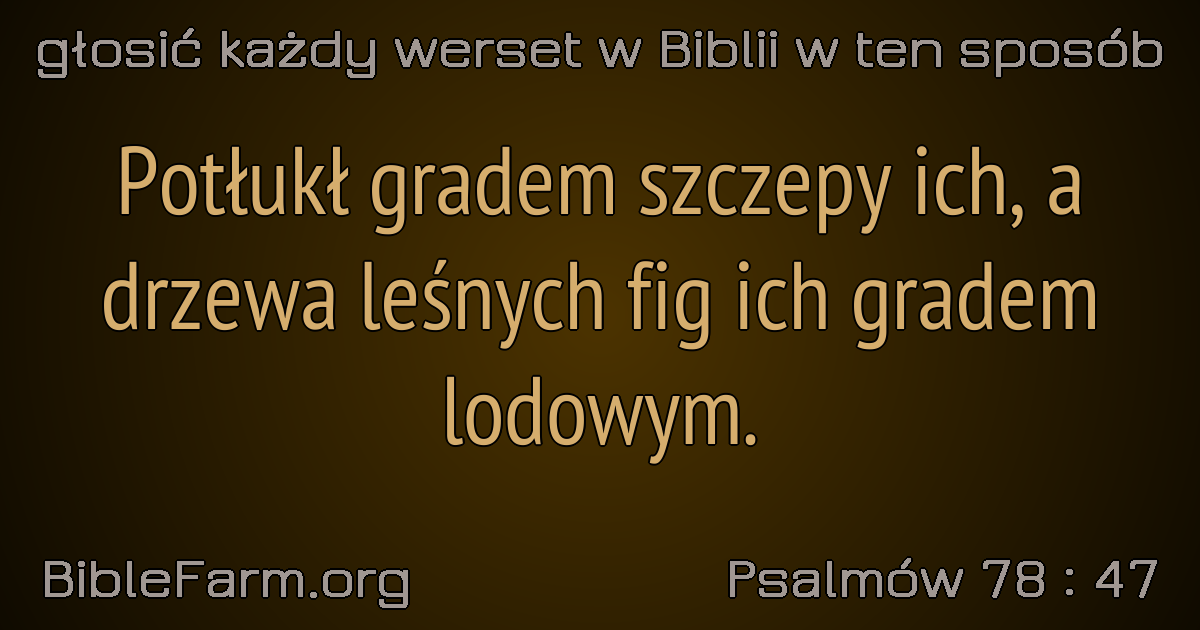 głosić każdy werset w Biblii w ten sposób
Potłukł gradem szczepy ich, a
drzewa leśnych fig ich gradem
lodowym.
BibleFarm.org
Psalmów 78 : 47